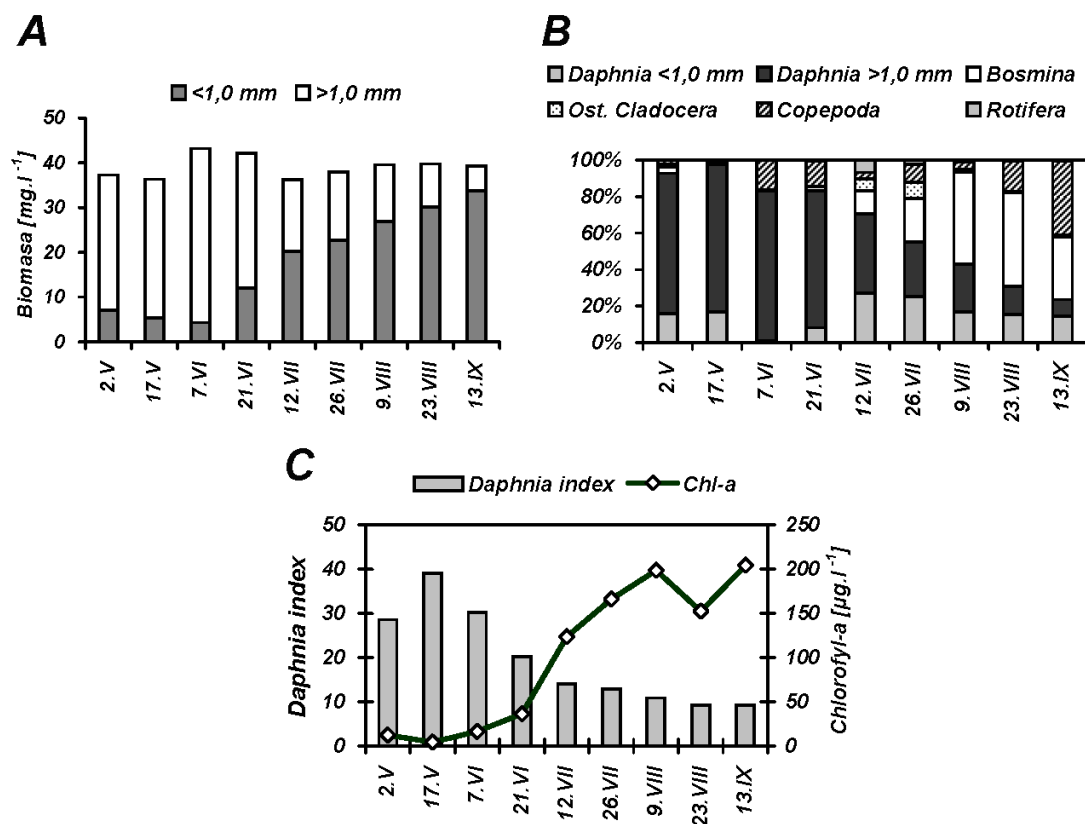 A
<1,0 mm >1,0 mm
Biomasa [mg.l⁻¹]
50
40
30
20
10
0
2.V 17.V 7.VI 21.VI 12.VII 26.VII 9.VIII 23.VIII 13.IX
B
Daphnia <1,0 mm Daphnia >1,0 mm Bosmina
Ost. Cladocera Copepoda Rotifera
100%
80%
60%
40%
20%
0%
2.V 17.V 7.VI 21.VI 12.VII 26.VII 9.VIII 23.VIII 13.IX
C
Daphnia index Chl-a
Daphnia index
50
40
30
20
10
0
250
200
150
100
50
0
Chlorofyl-a [µg.l⁻¹]
2.V 17.V 7.VI 21.VI 12.VII 26.VII 9.VIII 23.VIII 13.IX